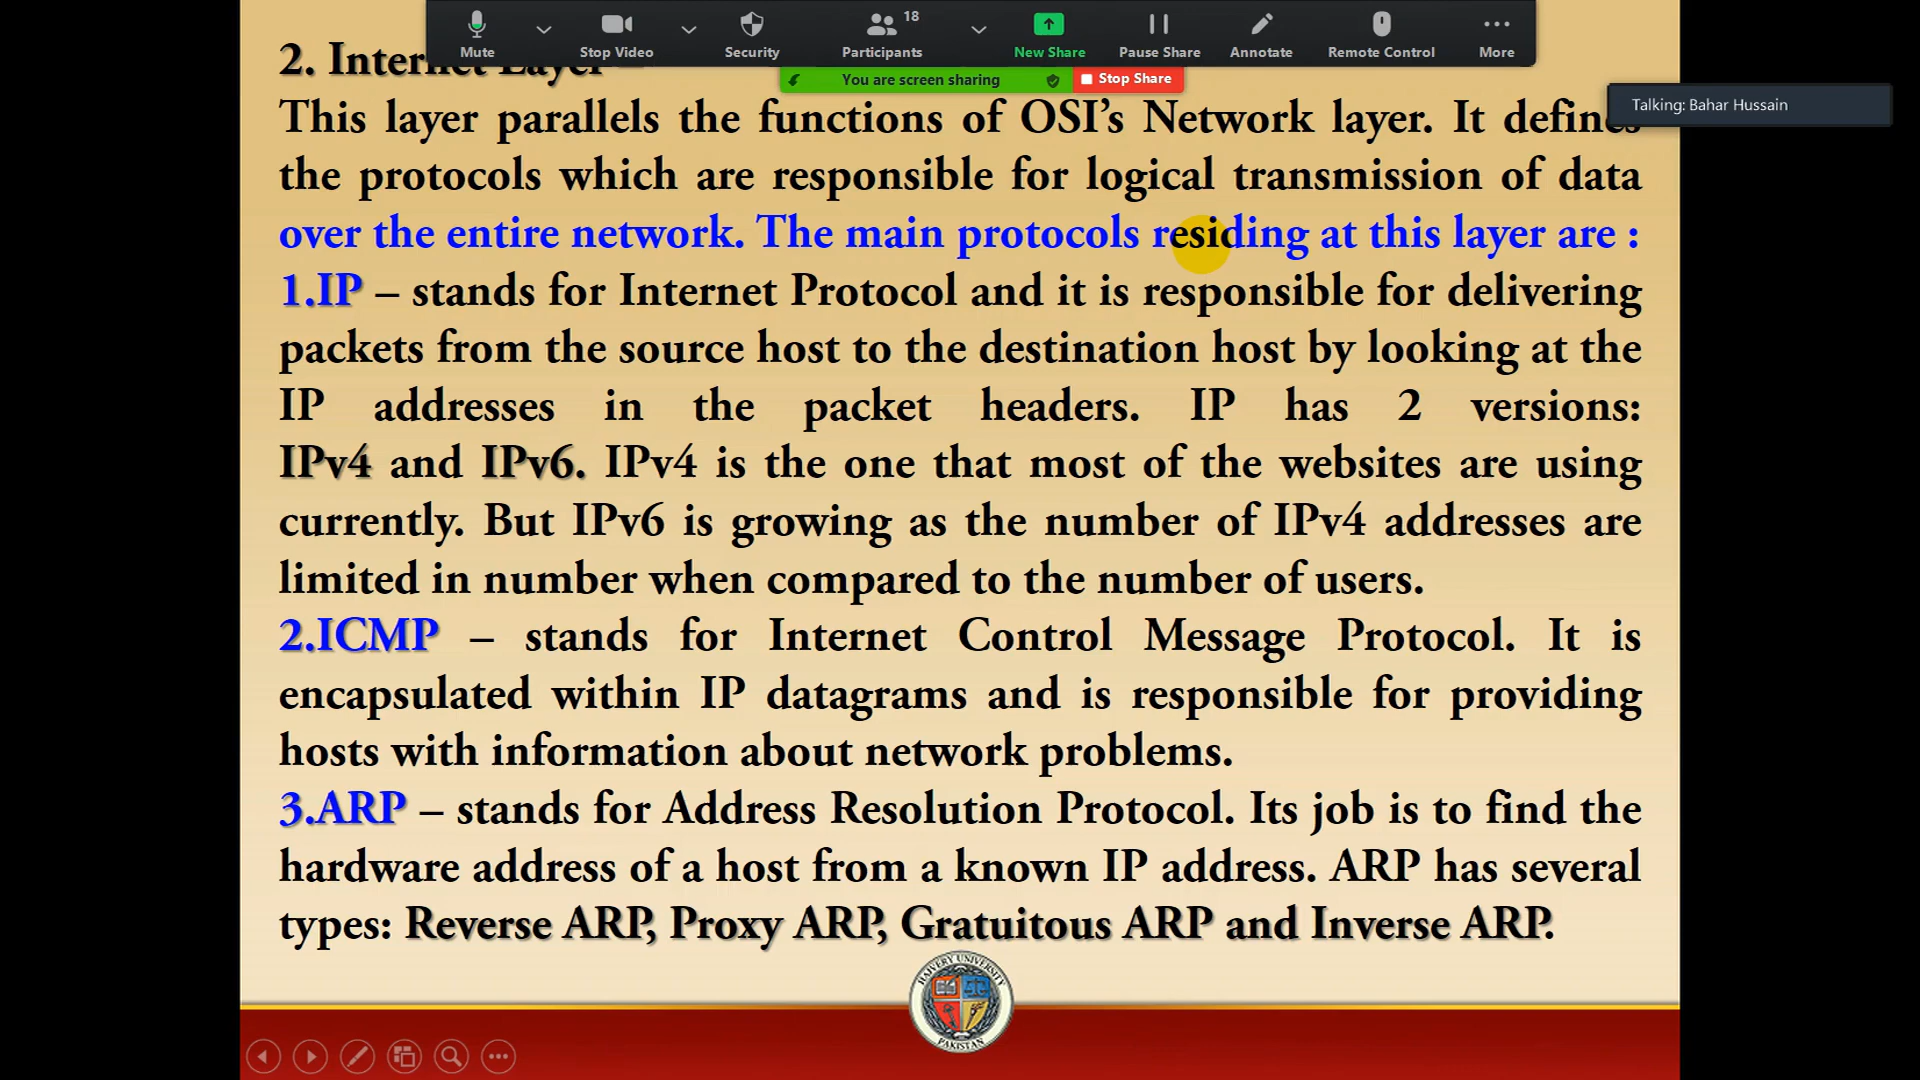 Mute
Stop Video
Security
Participants
18
New Share
Pause Share
Annotate
Remote Control
More
You are screen sharing
Stop Share
Talking: Bahar Hussain
2. Internet Layer –
This layer parallels the functions of OSI’s Network layer. It defines
the protocols which are responsible for logical transmission of data
over the entire network. The main protocols residing at this layer are :
1.IP – stands for Internet Protocol and it is responsible for delivering
packets from the source host to the destination host by looking at the
IP addresses in the packet headers. IP has 2 versions:
IPv4 and IPv6. IPv4 is the one that most of the websites are using
currently. But IPv6 is growing as the number of IPv4 addresses are
limited in number when compared to the number of users.
2.ICMP – stands for Internet Control Message Protocol. It is
encapsulated within IP datagrams and is responsible for providing
hosts with information about network problems.
3.ARP – stands for Address Resolution Protocol. Its job is to find the
hardware address of a host from a known IP address. ARP has several
types: Reverse ARP, Proxy ARP, Gratuitous ARP and Inverse ARP.
UNIVERSITY
PAKISTAN